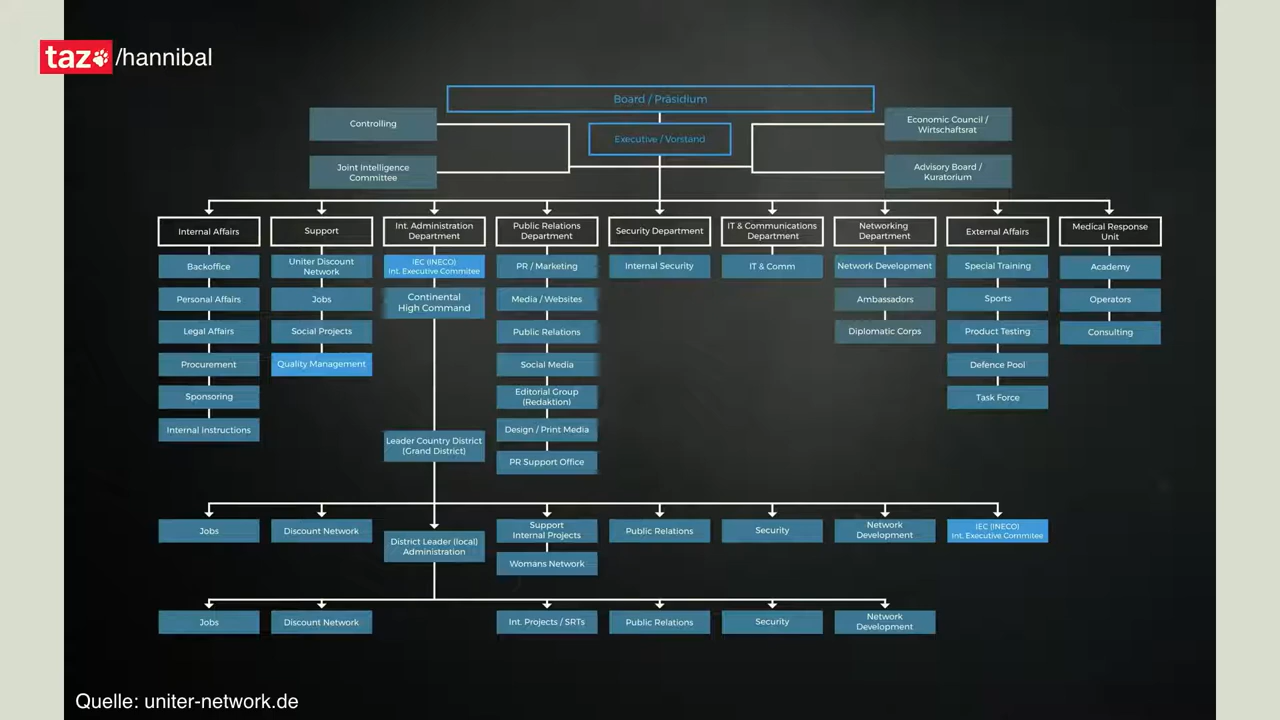 taz/hannibal
Board / Präsidium
Controlling
Executive / Vorstand
Economic Council /
Wirtschaftsrat
Joint Intelligence
Committee
Advisory Board /
Kuratorium
Internal Affairs
Support
Int. Administration
Department
Public Relations
Department
Security Department
IT & Communications
Department
Networking
Department
External Affairs
Medical Response
Unit
Backoffice
Uniter Discount
Network
IEC (INECO)
Int. Executive Commitee
PR / Marketing
Internal Security
IT & Comm
Network Development
Special Training
Academy
Personal Affairs
Jobs
Continental
High Command
Media / Websites
Ambassadors
Sports
Operators
Legal Affairs
Social Projects
Public Relations
Diplomatic Corps
Product Testing
Consulting
Procurement
Quality Management
Social Media
Defence Pool
Sponsoring
Editorial Group
(Redaktion)
Task Force
Internal Instructions
Leader Country District
(Grand District)
Design / Print Media
PR Support Office
Jobs
Discount Network
District Leader (local)
Administration
Support
Internal Projects
Public Relations
Security
Network
Development
IEC (INECO)
Int. Executive Commitee
Womans Network
Jobs
Discount Network
Int. Projects / SRTs
Public Relations
Security
Network
Development
Quelle: uniter-network.de